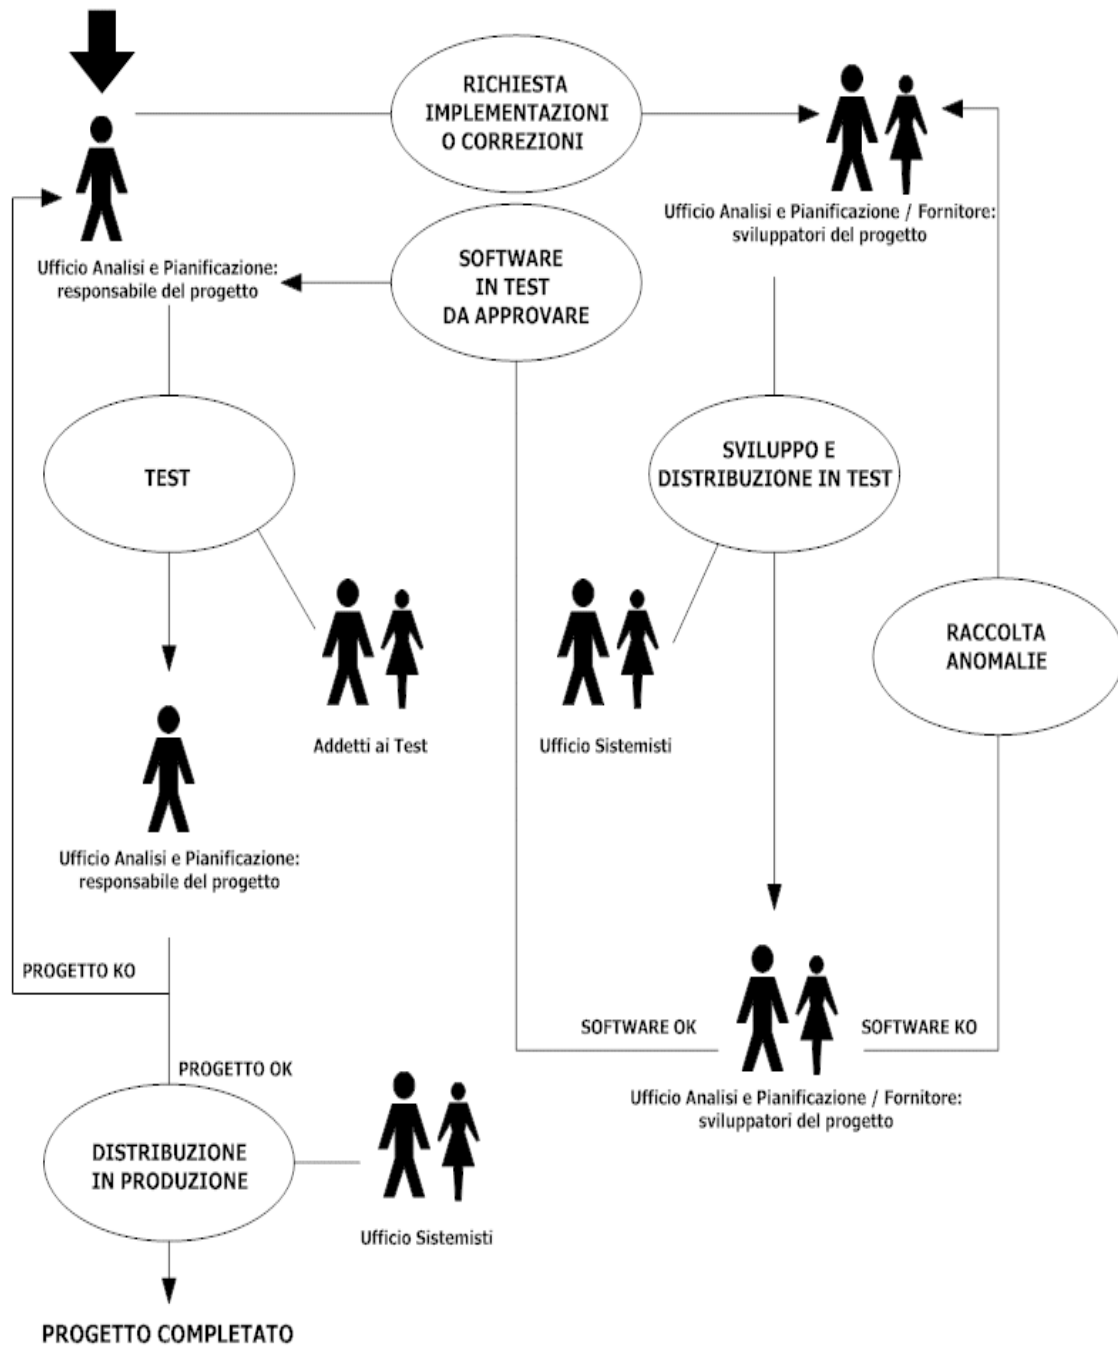 RICHIESTA
IMPLEMENTAZIONI
O CORREZIONI
Ufficio Analisi e Pianificazione / Fornitore:
sviluppatori del progetto
Ufficio Analisi e Pianificazione:
responsabile del progetto
SOFTWARE
IN TEST
DA APPROVARE
TEST
SVILUPPO E
DISTRIBUZIONE IN TEST
RACCOLTA
ANOMALIE
Addetti ai Test
Ufficio Sistemisti
Ufficio Analisi e Pianificazione:
responsabile del progetto
PROGETTO KO
SOFTWARE OK
SOFTWARE KO
PROGETTO OK
Ufficio Analisi e Pianificazione / Fornitore:
sviluppatori del progetto
DISTRIBUZIONE
IN PRODUZIONE
Ufficio Sistemisti
PROGETTO COMPLETATO